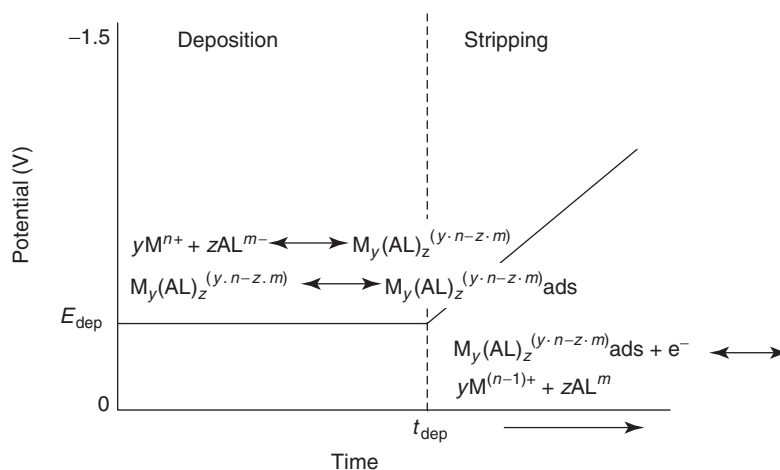 −1.5
Deposition
Stripping
Potential (V)
yMⁿ⁺ + zALᵐ⁻ ⟷ M_y(AL)_z^(y·n−z·m)
M_y(AL)_z^(y.n−z.m) ⟷ M_y(AL)_z^(y·n−z·m)ads
E_dep
M_y(AL)_z^(y·n−z·m)ads + e⁻ ⟷
yM^(n−1)+ + zAL^m
0
t_dep
Time